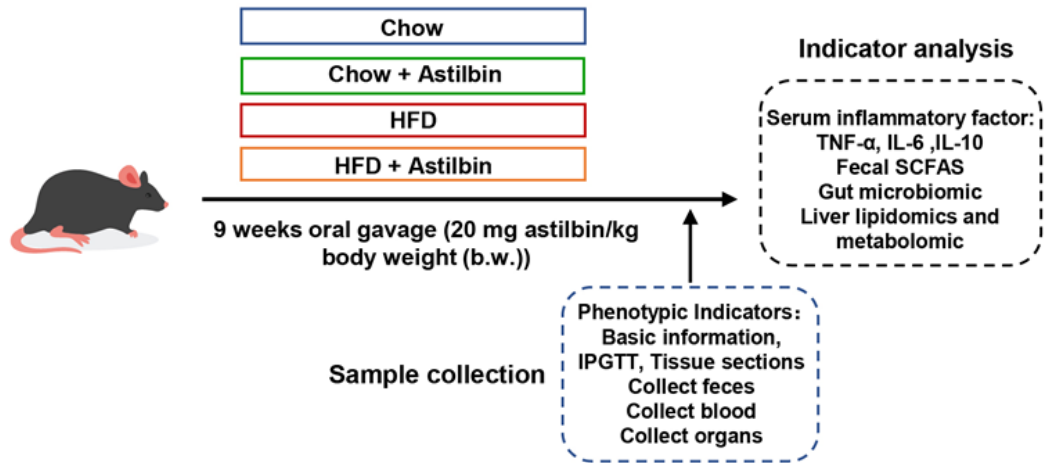 Chow
Chow + Astilbin
HFD
HFD + Astilbin
9 weeks oral gavage (20 mg astilbin/kg
body weight (b.w.))
Indicator analysis
Serum inflammatory factor:
TNF-α, IL-6 ,IL-10
Fecal SCFAS
Gut microbiomic
Liver lipidomics and
metabolomic
Sample collection
Phenotypic Indicators：
Basic information,
IPGTT, Tissue sections
Collect feces
Collect blood
Collect organs